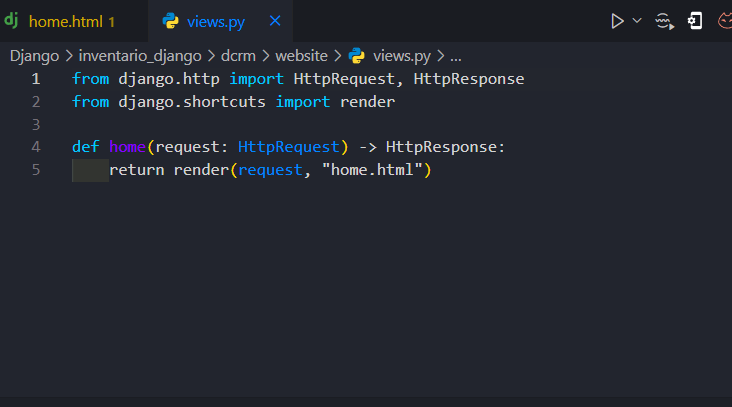 dj home.html 1 views.py ×
Django > inventario_django > dcrm > website > views.py > ...
1 from django.http import HttpRequest, HttpResponse
2 from django.shortcuts import render
3
4 def home(request: HttpRequest) -> HttpResponse:
5     return render(request, "home.html")